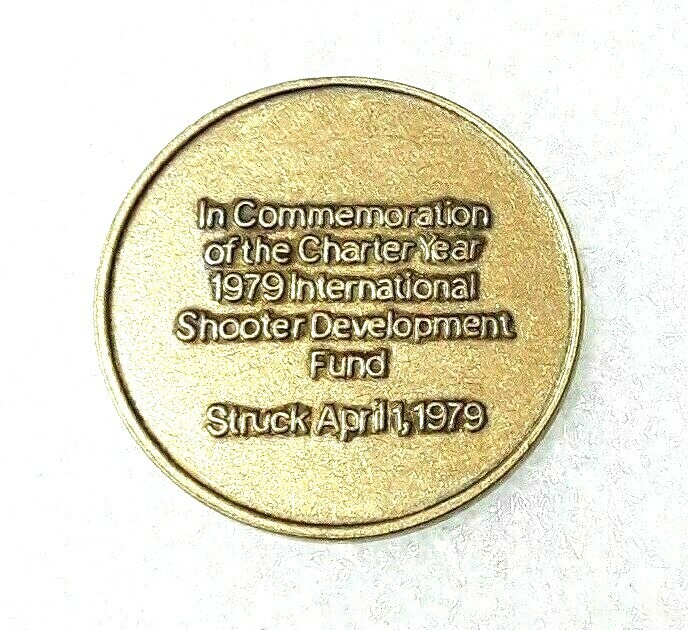 In Commemoration
of the Charter Year
1979 International
Shooter Development
Fund
Struck April 1, 1979